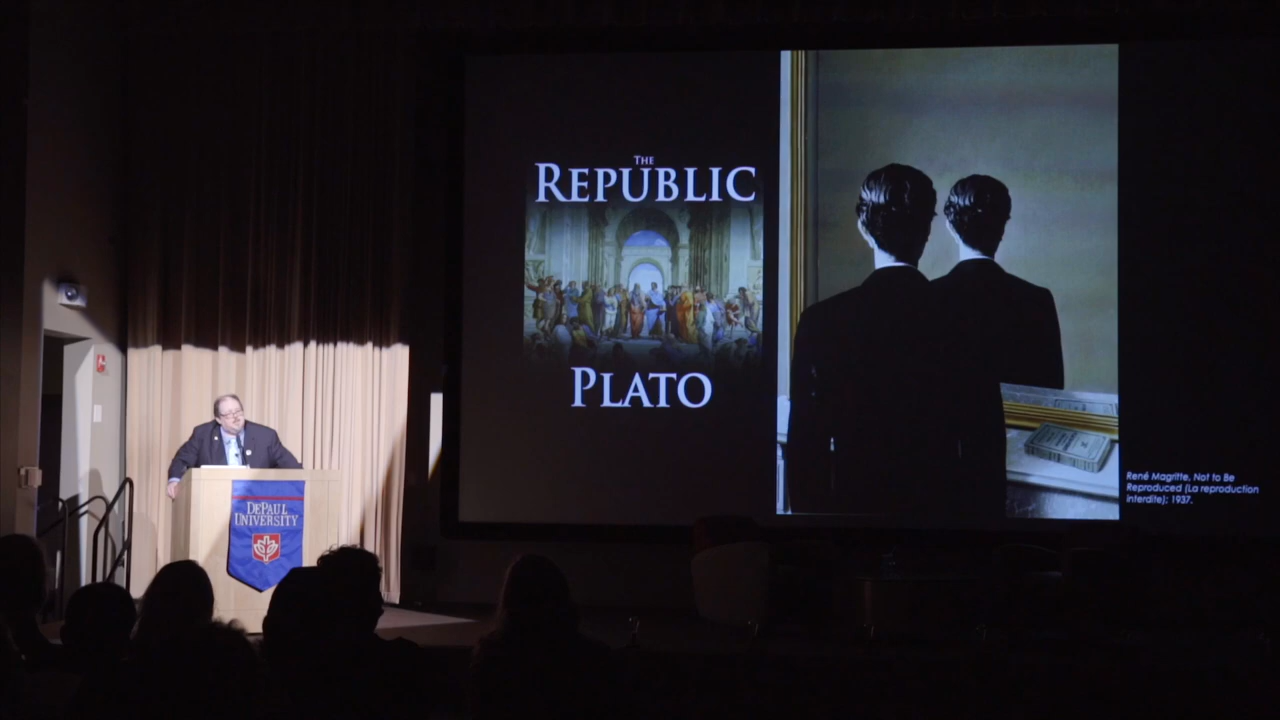 THE
REPUBLIC
PLATO
René Magritte, Not to Be
Reproduced (La reproduction
interdite); 1937.
DEPAUL
UNIVERSITY